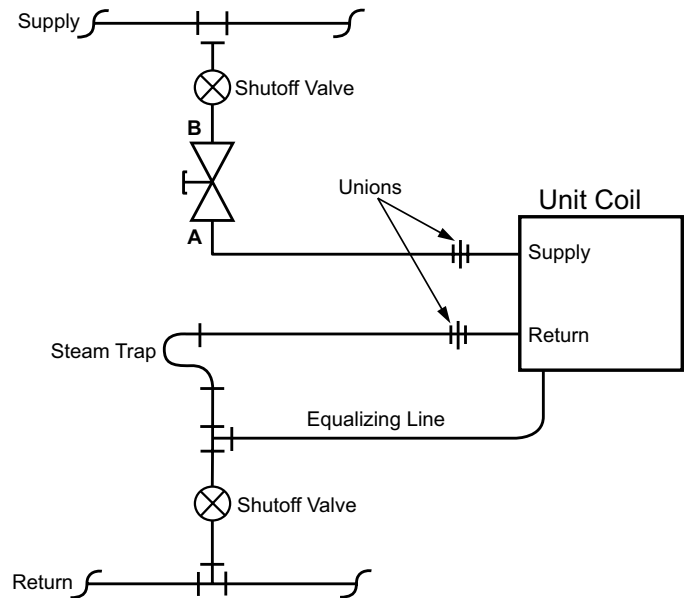 Supply
Shutoff Valve
B
Unions
Unit Coil
A
Supply
Return
Steam Trap
Equalizing Line
Shutoff Valve
Return